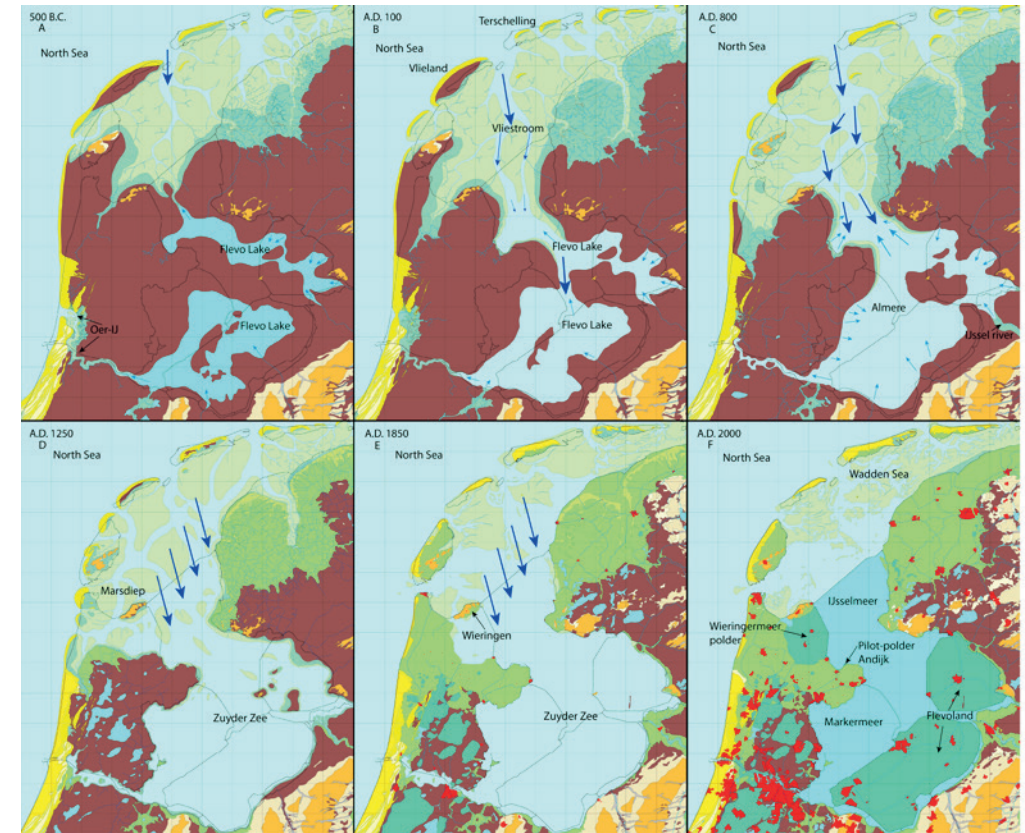 500 B.C.
A
North Sea
Flevo Lake
Flevo Lake
Oer-IJ
A.D. 100
B
Terschelling
North Sea
Vlieland
Vliestroom
Flevo Lake
Flevo Lake
A.D. 800
C
North Sea
Almere
IJssel river
A.D. 1250
D
North Sea
Marsdiep
Zuyder Zee
A.D. 1850
E
North Sea
Wieringen
Zuyder Zee
A.D. 2000
F
North Sea
Wadden Sea
IJsselmeer
Wieringermeer
polder
Pilot-polder
Andijk
Markermeer
Flevoland